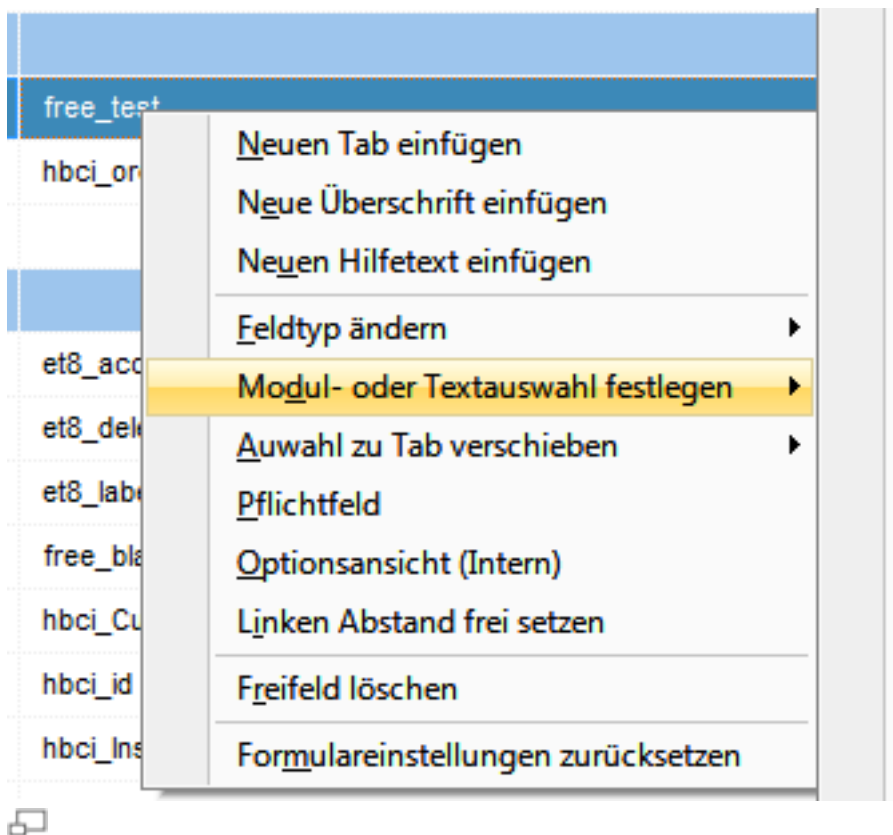 free_test
Neuen Tab einfügen
hbci_or
Neue Überschrift einfügen
Neuen Hilfetext einfügen
Feldtyp ändern
et8_acc
Modul- oder Textauswahl festlegen
et8_del
Auwahl zu Tab verschieben
et8_lab
Pflichtfeld
free_bla
Optionsansicht (Intern)
hbci_Cu
Linken Abstand frei setzen
hbci_id
Freifeld löschen
hbci_Ins
Formulareinstellungen zurücksetzen